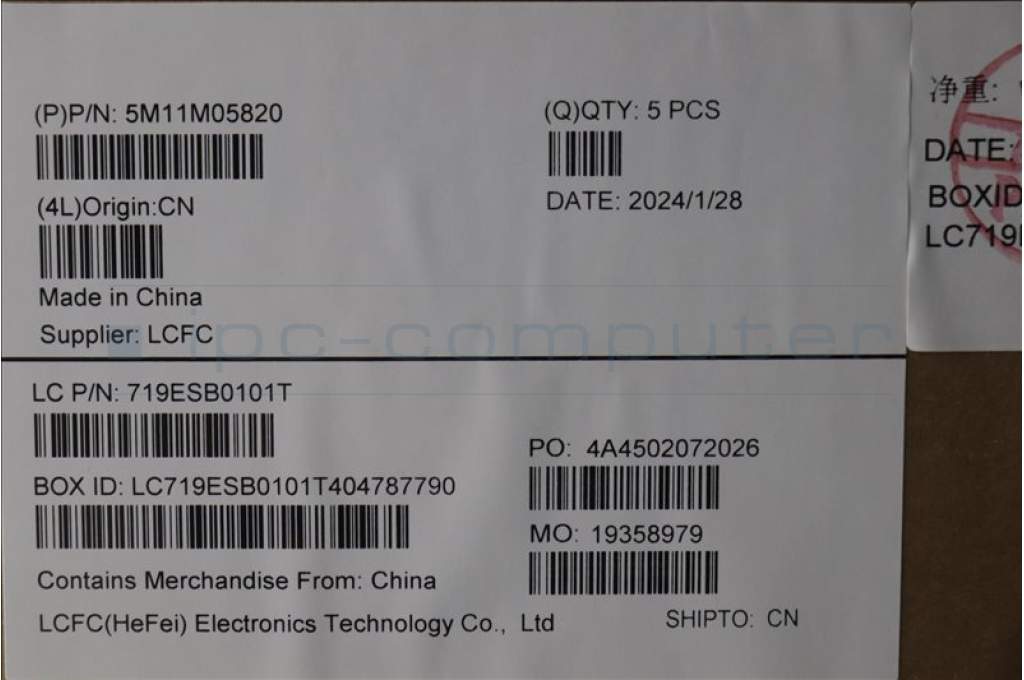 (P)P/N: 5M11M05820
(Q)QTY: 5 PCS
(4L)Origin:CN
DATE: 2024/1/28
Made in China
Supplier: LCFC
ipc-computer
LC P/N: 719ESB0101T
PO: 4A4502072026
BOX ID: LC719ESB0101T404787790
MO: 19358979
Contains Merchandise From: China
LCFC(HeFei) Electronics Technology Co., Ltd
SHIPTO: CN
净重:
DATE:
BOXID
LC719